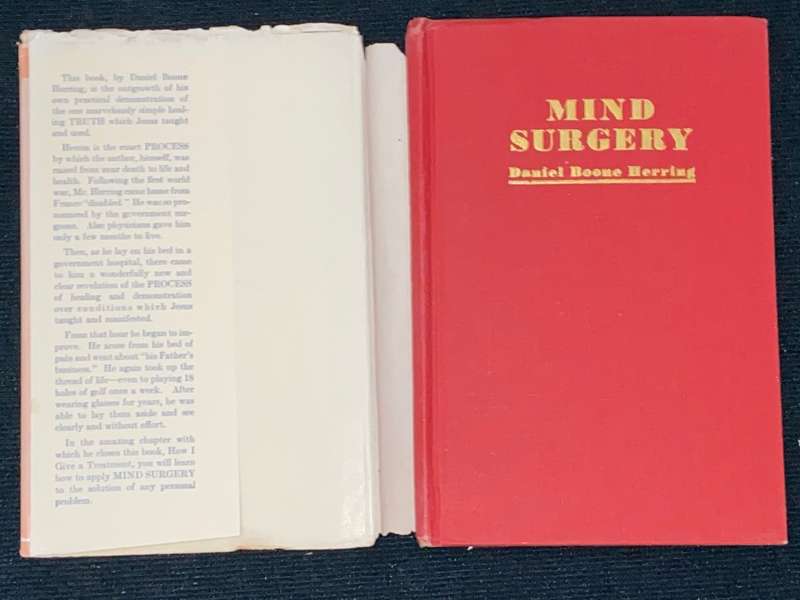 This book, by Daniel Boone
Herring, is the outgrowth of his
own practical demonstration of
the one marvelously simple heal-
ing TRUTH which Jesus taught
and used.
Herein is the exact PROCESS
by which the author, himself, was
raised from near death to life and
health. Following the first world
war, Mr. Herring came home from
France "disabled." He was so pro-
nounced by the government sur-
geons. Also physicians gave him
only a few months to live.
Then, as he lay on his bed in a
government hospital, there came
to him a wonderfully new and
clear revelation of the PROCESS
of healing and demonstration
over conditions which Jesus
taught and manifested.
From that hour he began to im-
prove. He arose from his bed of
pain and went about "his Father's
business." He again took up the
thread of life—even to playing 18
holes of golf once a week. After
wearing glasses for years, he was
able to lay them aside and see
clearly and without effort.
In the amazing chapter with
which he closes this book, How I
Give a Treatment, you will learn
how to apply MIND SURGERY
to the solution of any personal
problem.
MIND
SURGERY
Daniel Boone Herring